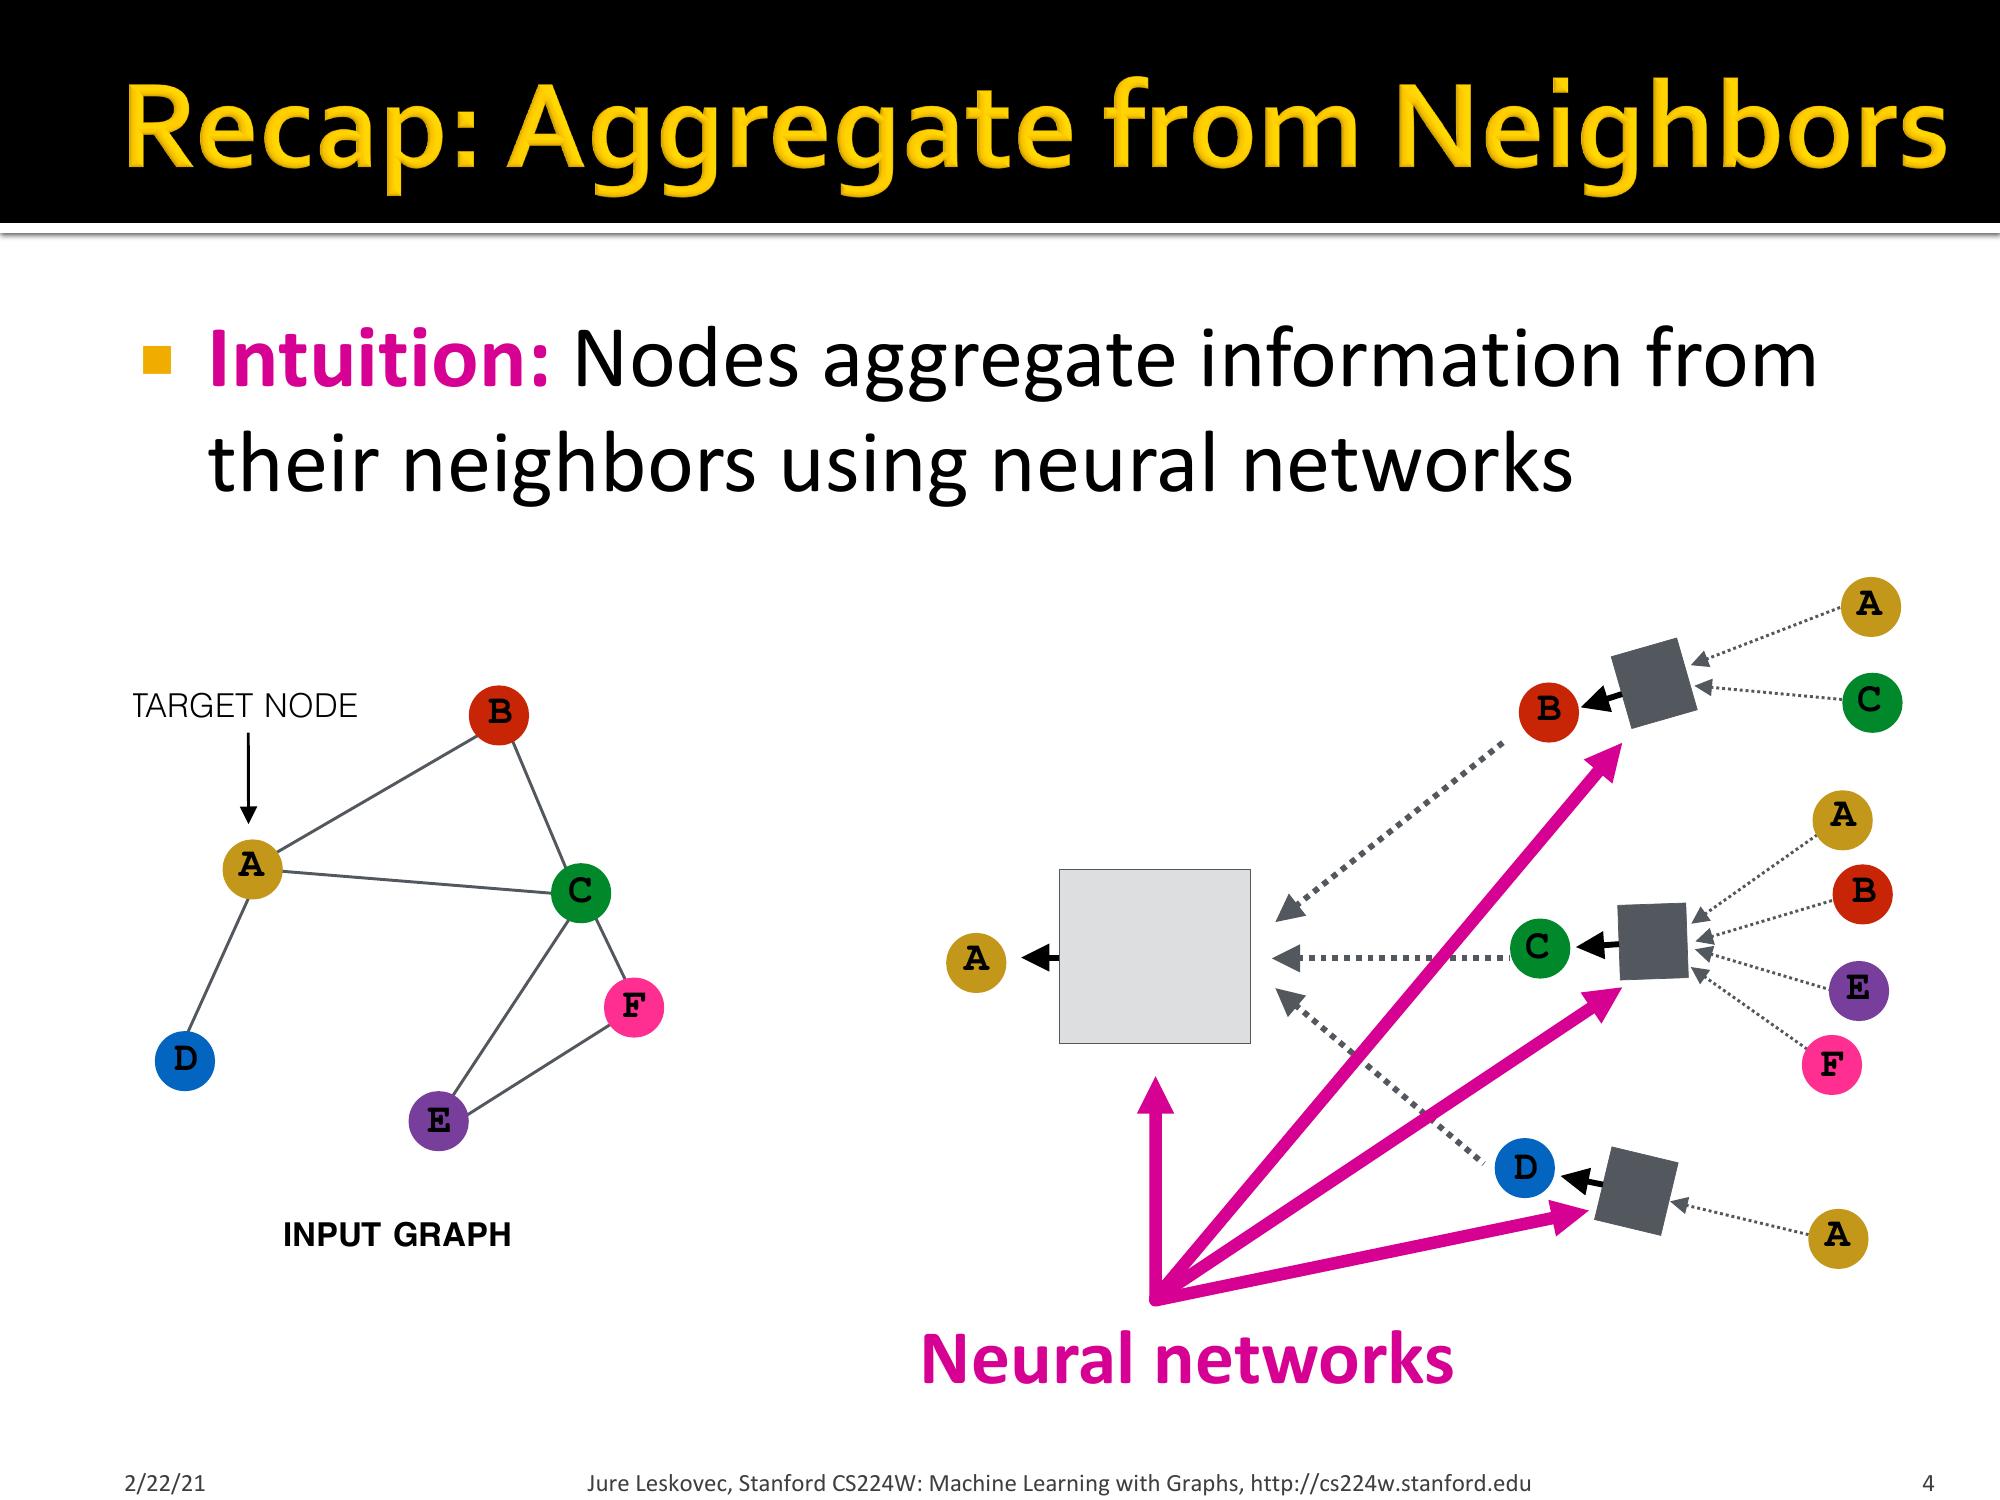 Recap: Aggregate from Neighbors
Intuition: Nodes aggregate information from
their neighbors using neural networks
TARGET NODE
B
A
C
D
F
E
INPUT GRAPH
A
B
C
D
A
C
A
B
E
F
A
Neural networks
2/22/21
Jure Leskovec, Stanford CS224W: Machine Learning with Graphs, http://cs224w.stanford.edu
4